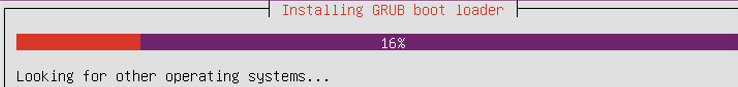 Installing GRUB boot loader
16%
Looking for other operating systems...